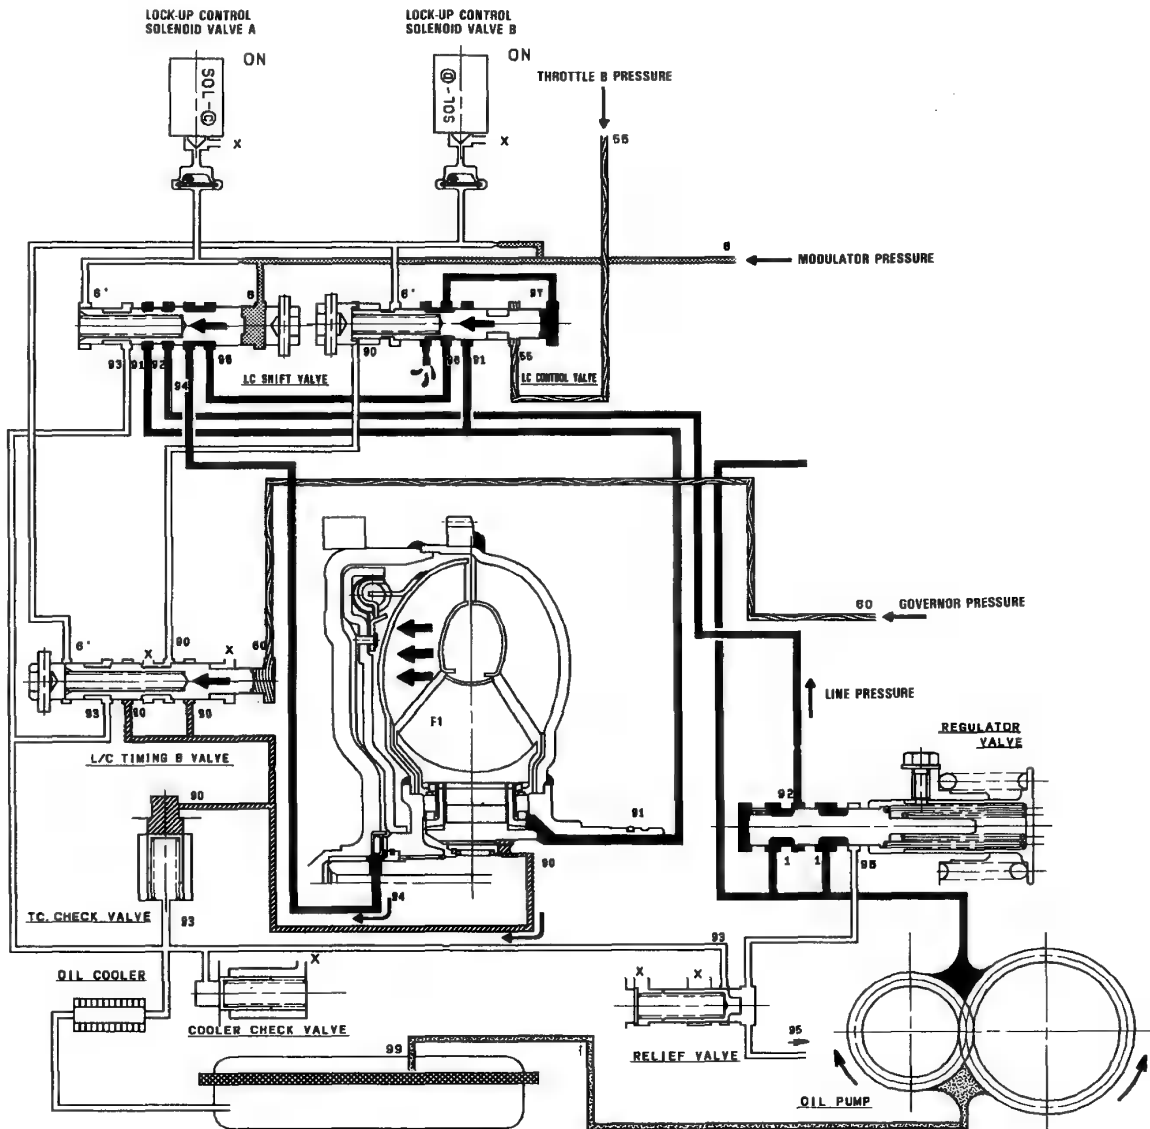 LOCK-UP CONTROL
SOLENOID VALVE A
LOCK-UP CONTROL
SOLENOID VALVE B
ON
ON
SOL-C
SOL-D
X
X
THROTTLE B PRESSURE
55
6
MODULATOR PRESSURE
6'
6
6'
97
93
91
92
94
96
90
96
91
55
LC SHIFT VALVE
LC CONTROL VALVE
60
GOVERNOR PRESSURE
6'
X
90
X
60
93
90
90
L/C TIMING B VALVE
F1
LINE PRESSURE
REGULATOR
VALVE
92
1
1
95
90
91
90
94
TC. CHECK VALVE
93
93
OIL COOLER
X
COOLER CHECK VALVE
X
X
RELIEF VALVE
95
99
1
OIL PUMP